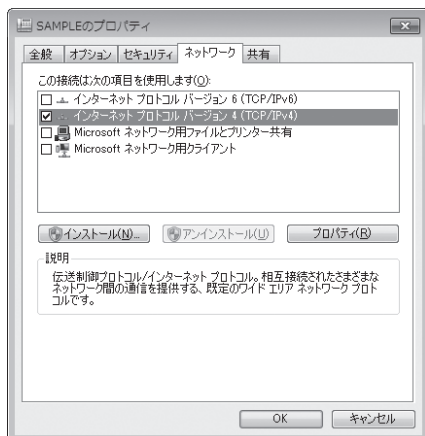 SAMPLEのプロパティ
全般 オプション セキュリティ ネットワーク 共有
この接続は次の項目を使用します(O):
インターネット プロトコル バージョン 6 (TCP/IPv6)
インターネット プロトコル バージョン 4 (TCP/IPv4)
Microsoft ネットワーク用ファイルとプリンター共有
Microsoft ネットワーク用クライアント
インストール(N)... アンインストール(U) プロパティ(R)
説明
伝送制御プロトコル/インターネット プロトコル。相互接続されたさまざまな
ネットワーク間の通信を提供する、既定のワイド エリア ネットワーク プロト
コルです。
OK キャンセル